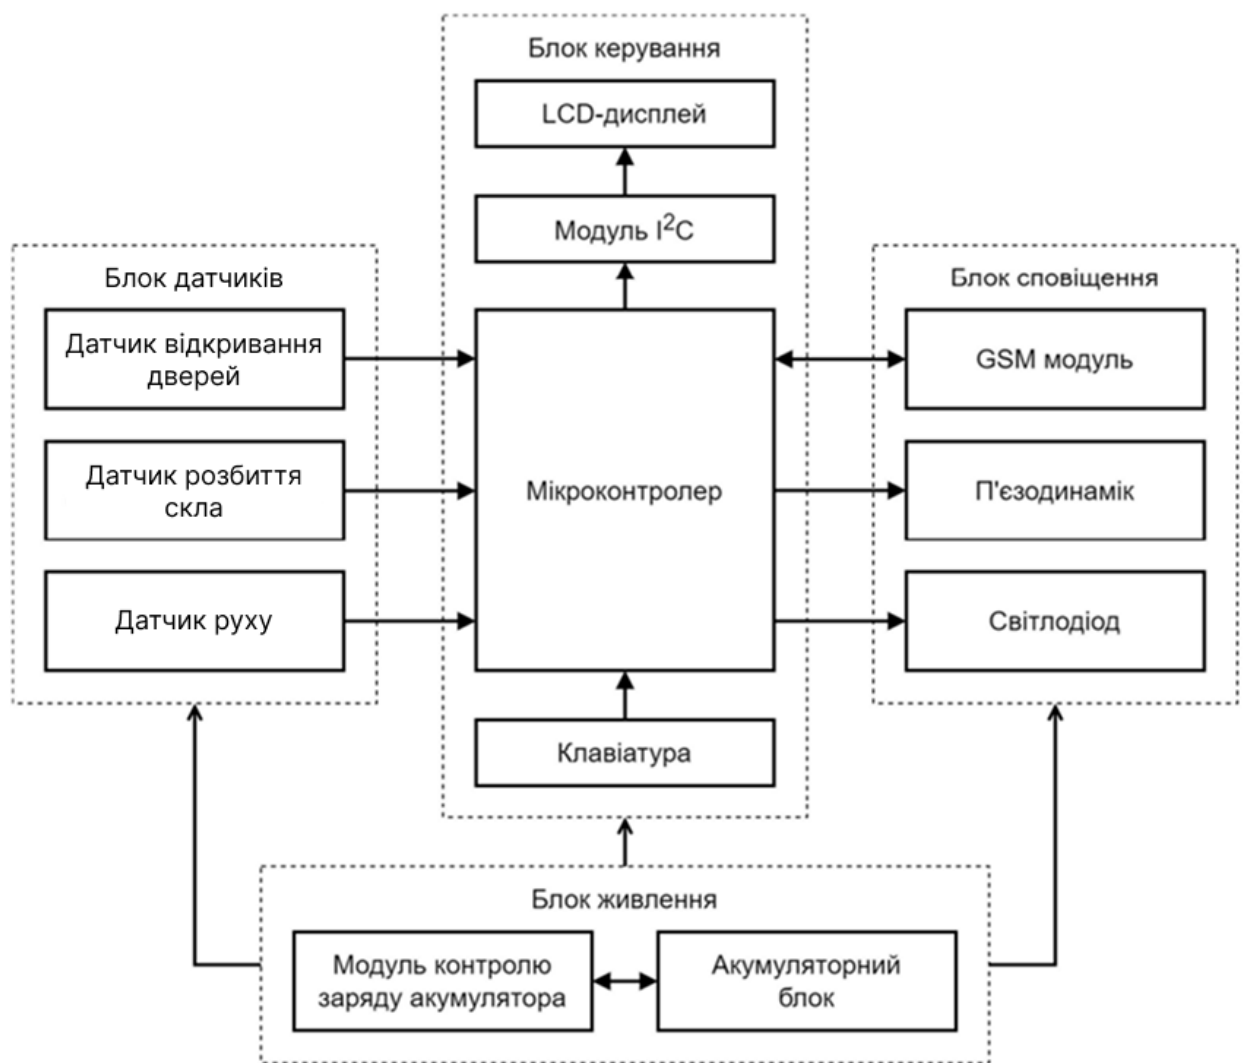 Блок керування
LCD-дисплей
Модуль I²C
Блок датчиків
Датчик відкривання
дверей
Датчик розбиття
скла
Датчик руху
Мікроконтролер
Клавіатура
Блок сповіщення
GSM модуль
П'єзодинамік
Світлодіод
Блок живлення
Модуль контролю
заряду акумулятора
Акумуляторний
блок